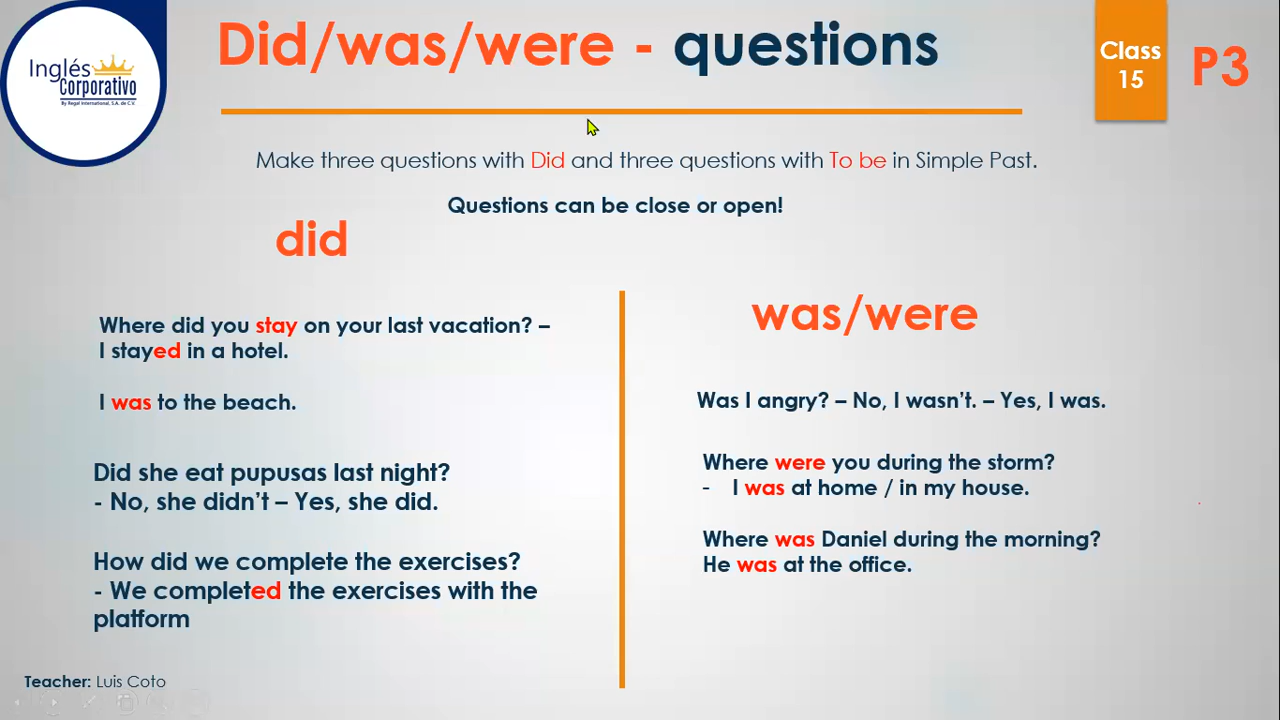 Did/was/were - questions
Class
15
P3
Inglés
Corporativo
By Regal International, S.A. de C.V.
Make three questions with Did and three questions with To be in Simple Past.
Questions can be close or open!
did
Where did you stay on your last vacation? –
I stayed in a hotel.
I was to the beach.
Did she eat pupusas last night?
- No, she didn’t – Yes, she did.
How did we complete the exercises?
- We completed the exercises with the
platform
was/were
Was I angry? – No, I wasn’t. – Yes, I was.
Where were you during the storm?
- I was at home / in my house.
Where was Daniel during the morning?
He was at the office.
Teacher: Luis Coto